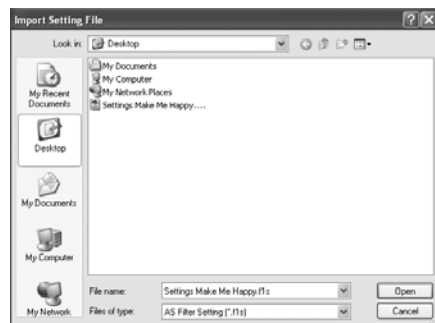 Import Setting File
Look in:
Desktop
My Recent Documents
Desktop
My Documents
My Computer
My Network
My Documents
My Computer
My Network Places
Settings Make Me Happy....
File name:
Settings Make Me Happy.f1s
Open
Files of type:
AS Filter Setting (*.f1s)
Cancel